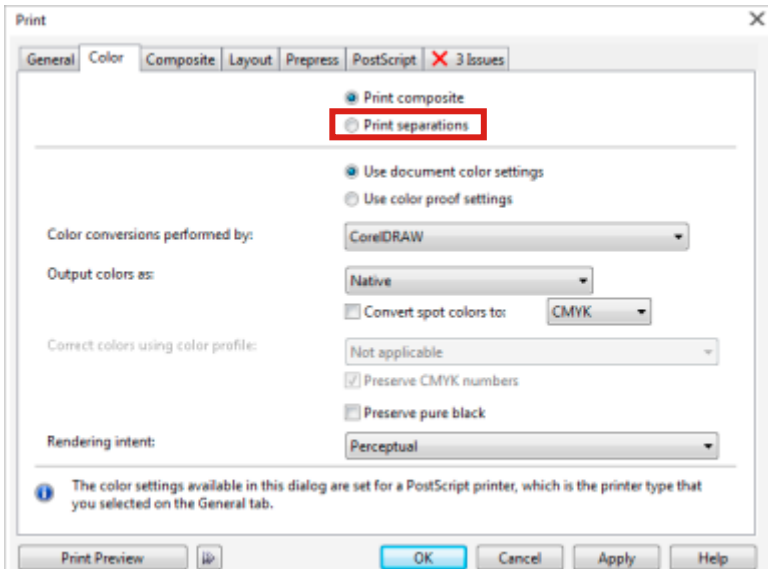 Print
General Color Composite Layout Prepress PostScript 3 Issues
Print composite
Print separations
Use document color settings
Use color proof settings
Color conversions performed by: CorelDRAW
Output colors as: Native
Convert spot colors to: CMYK
Correct colors using color profile: Not applicable
Preserve CMYK numbers
Preserve pure black
Rendering intent: Perceptual
The color settings available in this dialog are set for a PostScript printer, which is the printer type that
you selected on the General tab.
Print Preview OK Cancel Apply Help